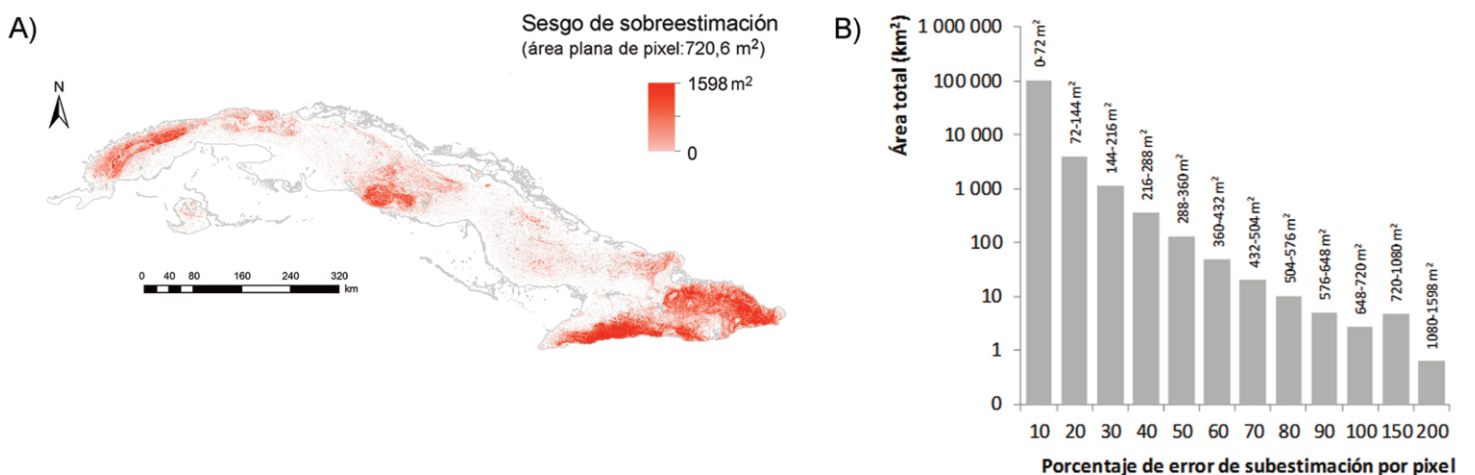 A)
Sesgo de sobreestimación
(área plana de pixel:720,6 m²)
1598 m²
0
N
0 40 80 160 240 320
km
B)
Área total (km²)
1 000 000
100 000
10 000
1 000
100
10
1
0
0-72 m²
72-144 m²
144-216 m²
216-288 m²
288-360 m²
360-432 m²
432-504 m²
504-576 m²
576-648 m²
648-720 m²
720-1080 m²
1080-1598 m²
10 20 30 40 50 60 70 80 90 100 150 200
Porcentaje de error de subestimación por pixel